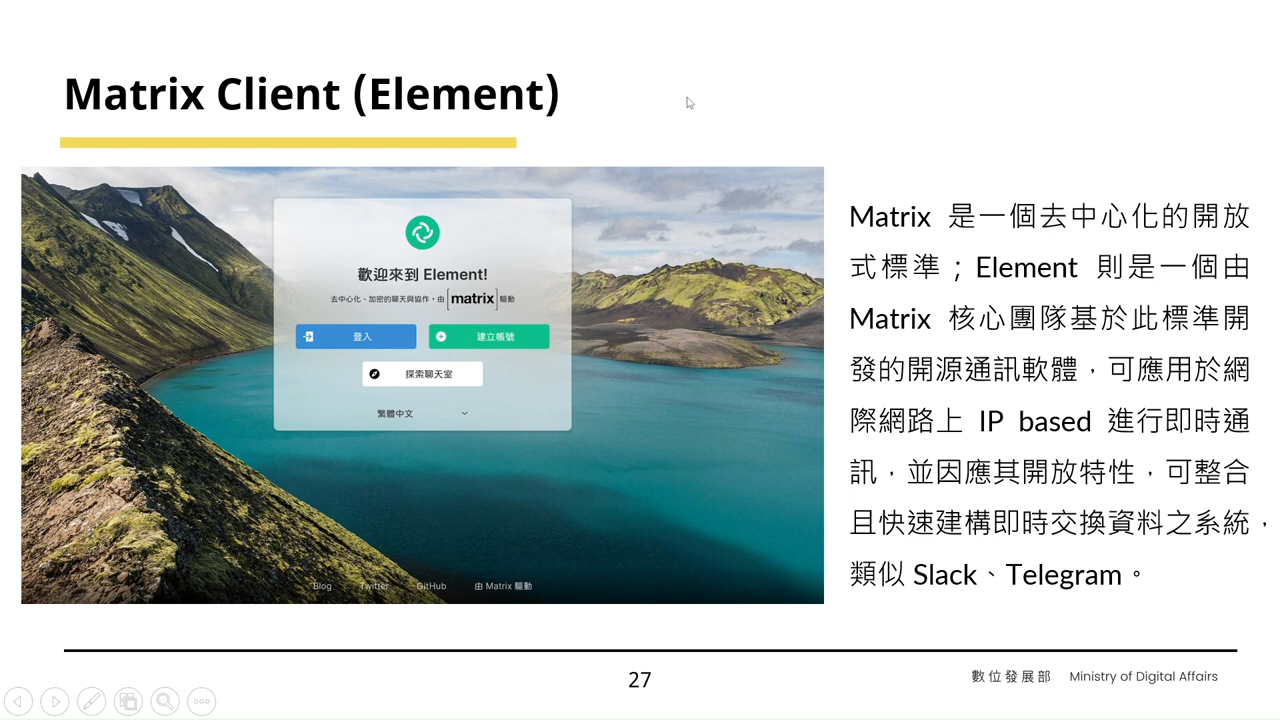 Matrix Client (Element)
歡迎來到 Element!
去中心化、加密的聊天與協作，由 [matrix] 驅動
登入
建立帳號
探索聊天室
繁體中文
Blog Twitter GitHub 由 Matrix 驅動
Matrix 是一個去中心化的開放
式標準；Element 則是一個由
Matrix 核心團隊基於此標準開
發的開源通訊軟體，可應用於網
際網路上 IP based 進行即時通
訊，並因應其開放特性，可整合
且快速建構即時交換資料之系統，
類似 Slack、Telegram。
27
數位發展部 Ministry of Digital Affairs